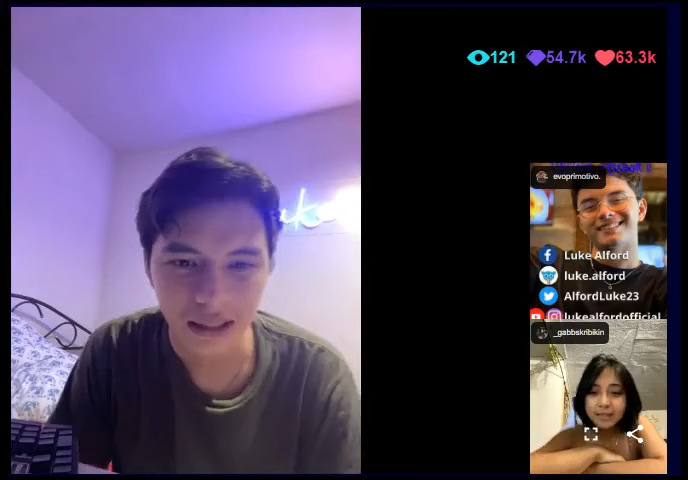 121 54.7k 63.3k
evoprimotivo.
Luke Alford
luke.alford
AlfordLuke23
lukealfordofficial
_gabbskribikin